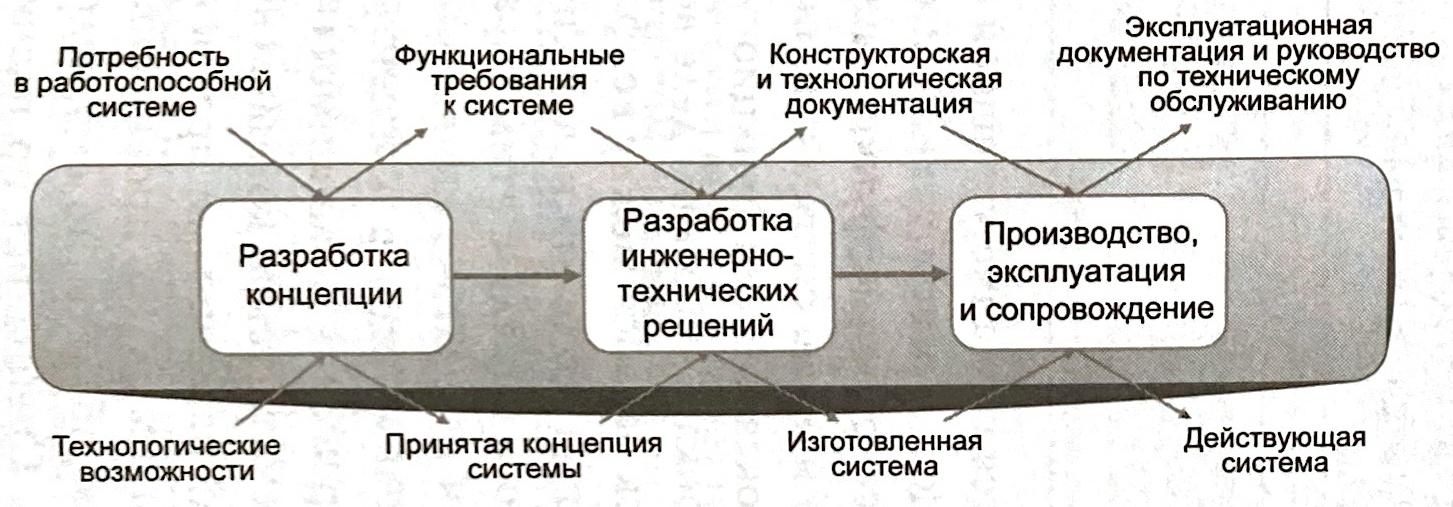 Потребность
в работоспособной
системе
Функциональные
требования
к системе
Конструкторская
и технологическая
документация
Эксплуатационная
документация и руководство
по техническому
обслуживанию
Разработка
концепции
Разработка
инженерно-
технических
решений
Производство,
эксплуатация
и сопровождение
Технологические
возможности
Принятая концепция
системы
Изготовленная
система
Действующая
система